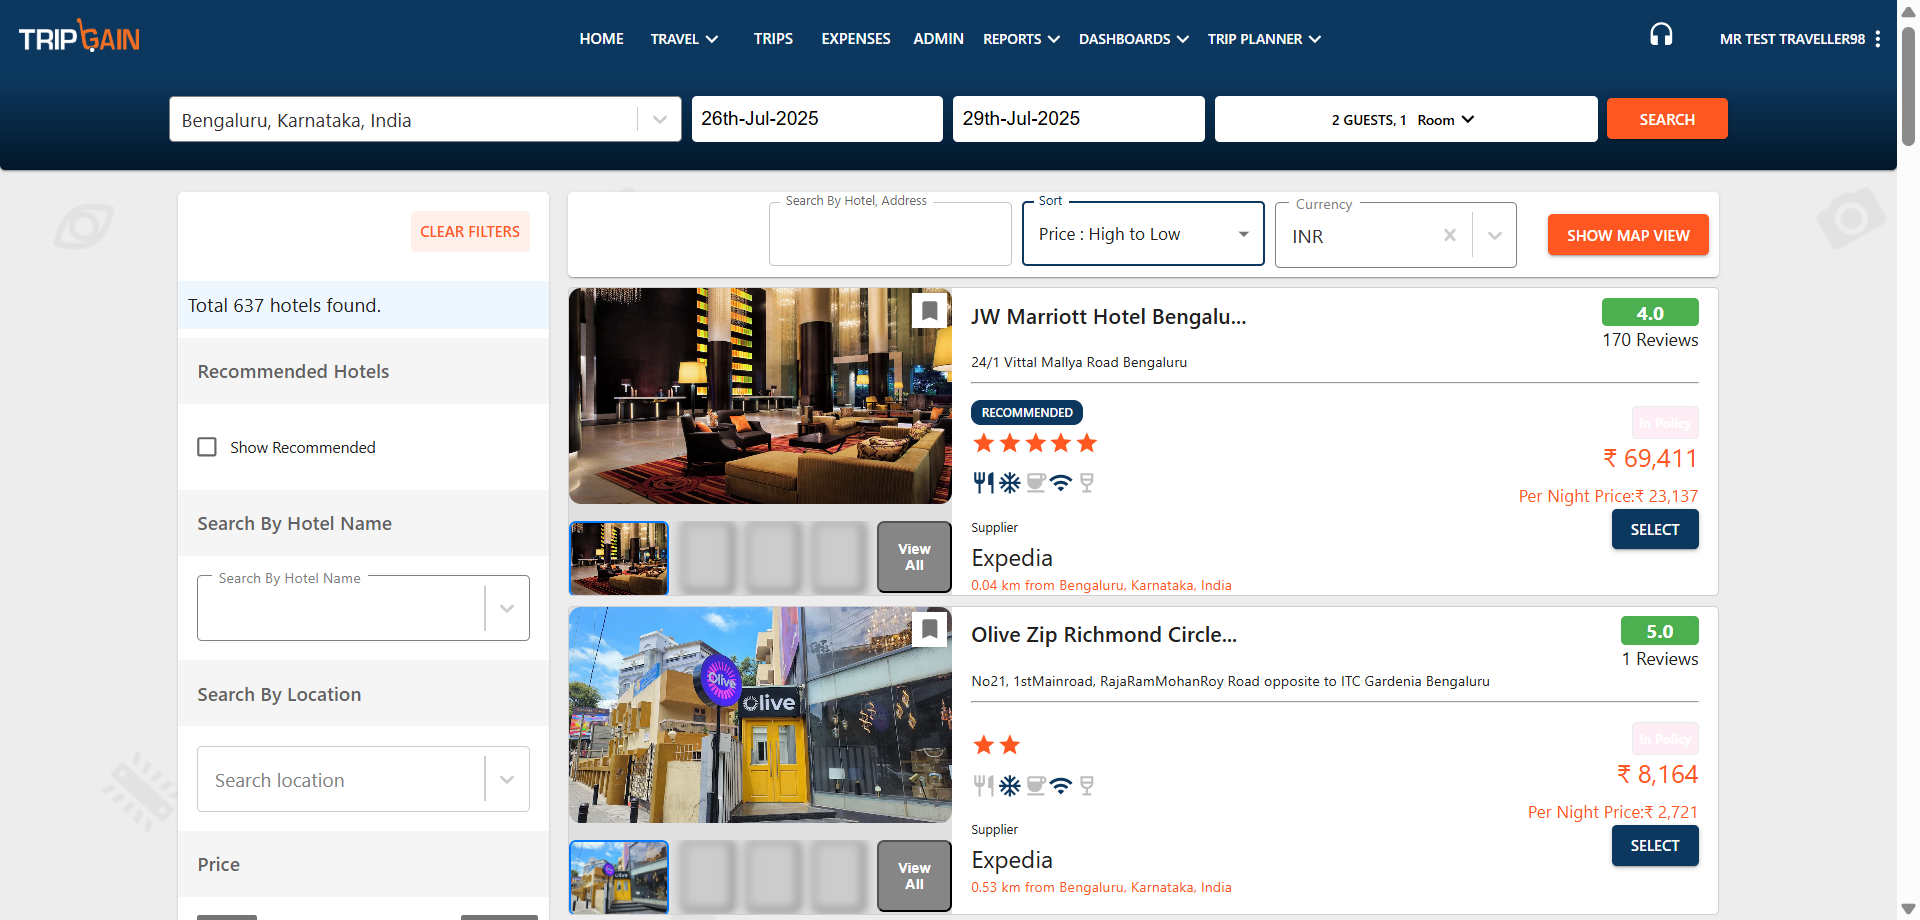 TRIPGAIN
HOME
TRAVEL
TRIPS
EXPENSES
ADMIN
REPORTS
DASHBOARDS
TRIP PLANNER
MR TEST TRAVELLER98
Bengaluru, Karnataka, India
26th-Jul-2025
29th-Jul-2025
2 GUESTS, 1 Room
SEARCH
CLEAR FILTERS
Total 637 hotels found.
Recommended Hotels
Show Recommended
Search By Hotel Name
Search By Hotel Name
Search By Location
Search location
Price
Search By Hotel, Address
Sort
Price : High to Low
Currency
INR
SHOW MAP VIEW
JW Marriott Hotel Bengalu...
4.0
170 Reviews
24/1 Vittal Mallya Road Bengaluru
RECOMMENDED
In Policy
₹ 69,411
Per Night Price:₹ 23,137
SELECT
Supplier
Expedia
0.04 km from Bengaluru, Karnataka, India
View
All
Olive Zip Richmond Circle...
5.0
1 Reviews
No21, 1stMainroad, RajaRamMohanRoy Road opposite to ITC Gardenia Bengaluru
In Policy
₹ 8,164
Per Night Price:₹ 2,721
SELECT
Supplier
Expedia
0.53 km from Bengaluru, Karnataka, India
Olive
Olive
View
All